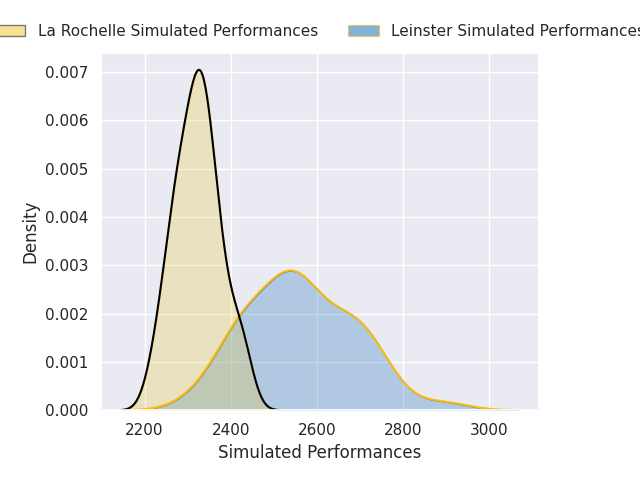 La Rochelle Simulated Performances
Leinster Simulated Performances
0.007
0.006
0.005
0.004
0.003
0.002
0.001
0.000
Density
2200 2400 2600 2800 3000
Simulated Performances